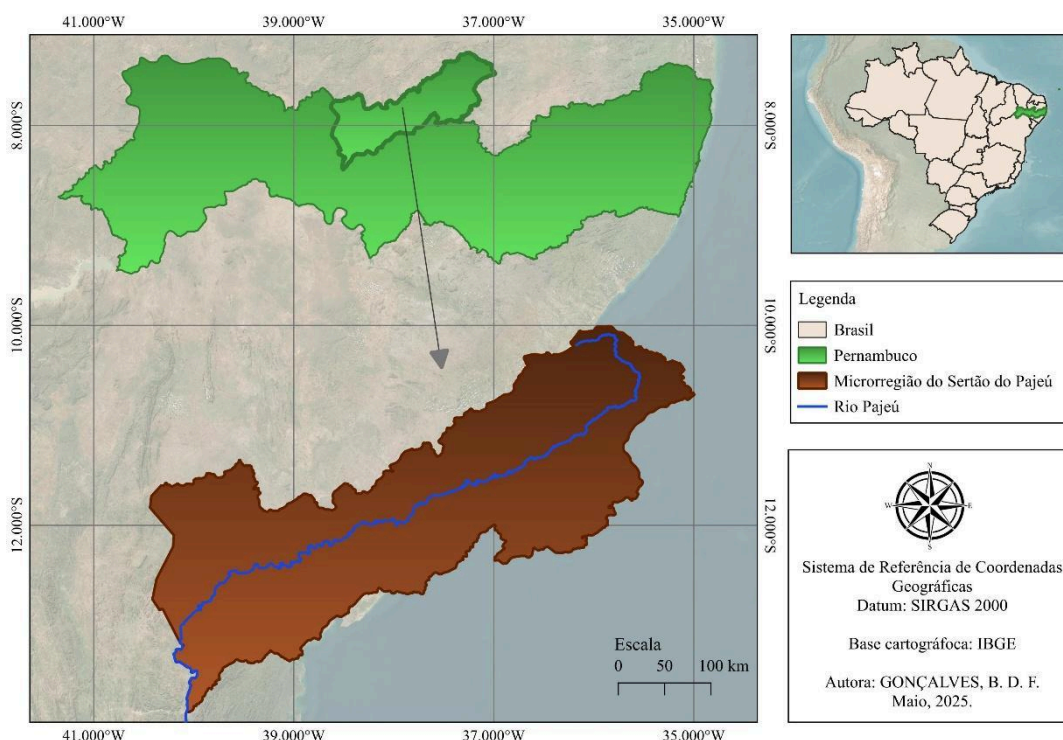 41.000°W 39.000°W 37.000°W 35.000°W
8.000°S
8.000°S
10.000°S
10.000°S
12.000°S
12.000°S
Escala
0 50 100 km
41.000°W 39.000°W 37.000°W 35.000°W
Legenda
Brasil
Pernambuco
Microrregião do Sertão do Pajeú
Rio Pajeú
N
W E
S
Sistema de Referência de Coordenadas
Geográficas
Datum: SIRGAS 2000
Base cartográfoca: IBGE
Autora: GONÇALVES, B. D. F.
Maio, 2025.